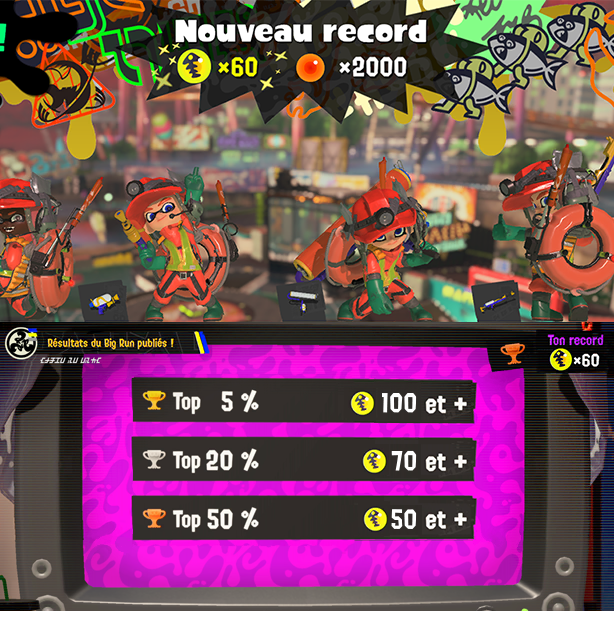 Nouveau record
×60 ×2000
Résultats du Big Run publiés !
Ton record
×60
Top 5 % 100 et +
Top 20 % 70 et +
Top 50 % 50 et +